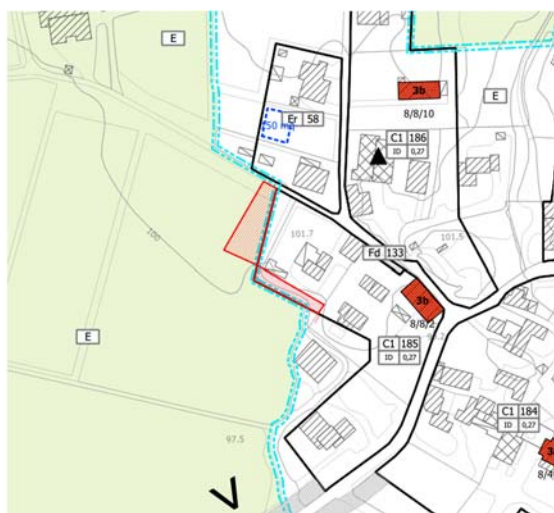 E
3b
8/8/10
E
Er 58
50 m
C1 186
ID 0,27
100
101.7
Fd 133
101.5
3b
8/8/2
E
C1 185
ID 0,27
C1 184
ID 0,27
97.5
8/4